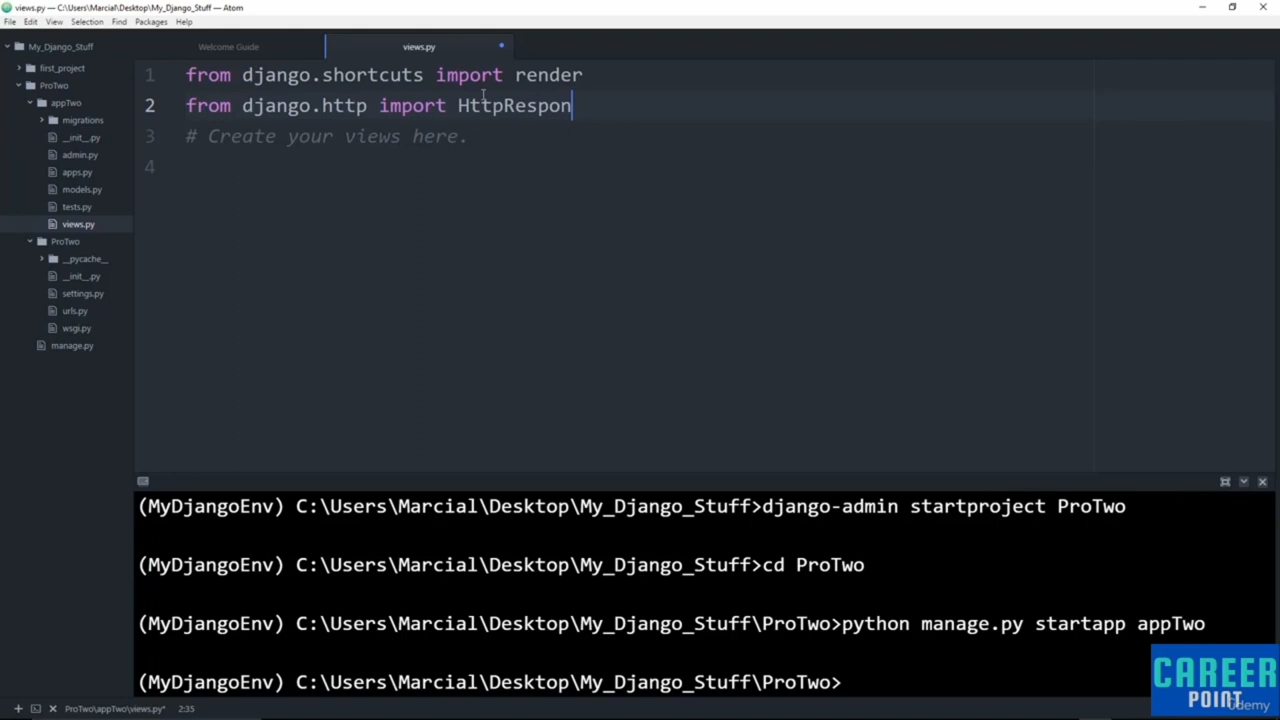 views.py — C:\Users\Marcial\Desktop\My_Django_Stuff — Atom
File Edit View Selection Find Packages Help
My_Django_Stuff
first_project
ProTwo
appTwo
migrations
__init__.py
admin.py
apps.py
models.py
tests.py
views.py
ProTwo
__pycache__
__init__.py
settings.py
urls.py
wsgi.py
manage.py
Welcome Guide
views.py
1 from django.shortcuts import render
2 from django.http import HttpRespon
3 # Create your views here.
4
(MyDjangoEnv) C:\Users\Marcial\Desktop\My_Django_Stuff>django-admin startproject ProTwo
(MyDjangoEnv) C:\Users\Marcial\Desktop\My_Django_Stuff>cd ProTwo
(MyDjangoEnv) C:\Users\Marcial\Desktop\My_Django_Stuff\ProTwo>python manage.py startapp appTwo
(MyDjangoEnv) C:\Users\Marcial\Desktop\My_Django_Stuff\ProTwo>
CAREER
POINT
Udemy
ProTwo\appTwo\views.py* 2:35